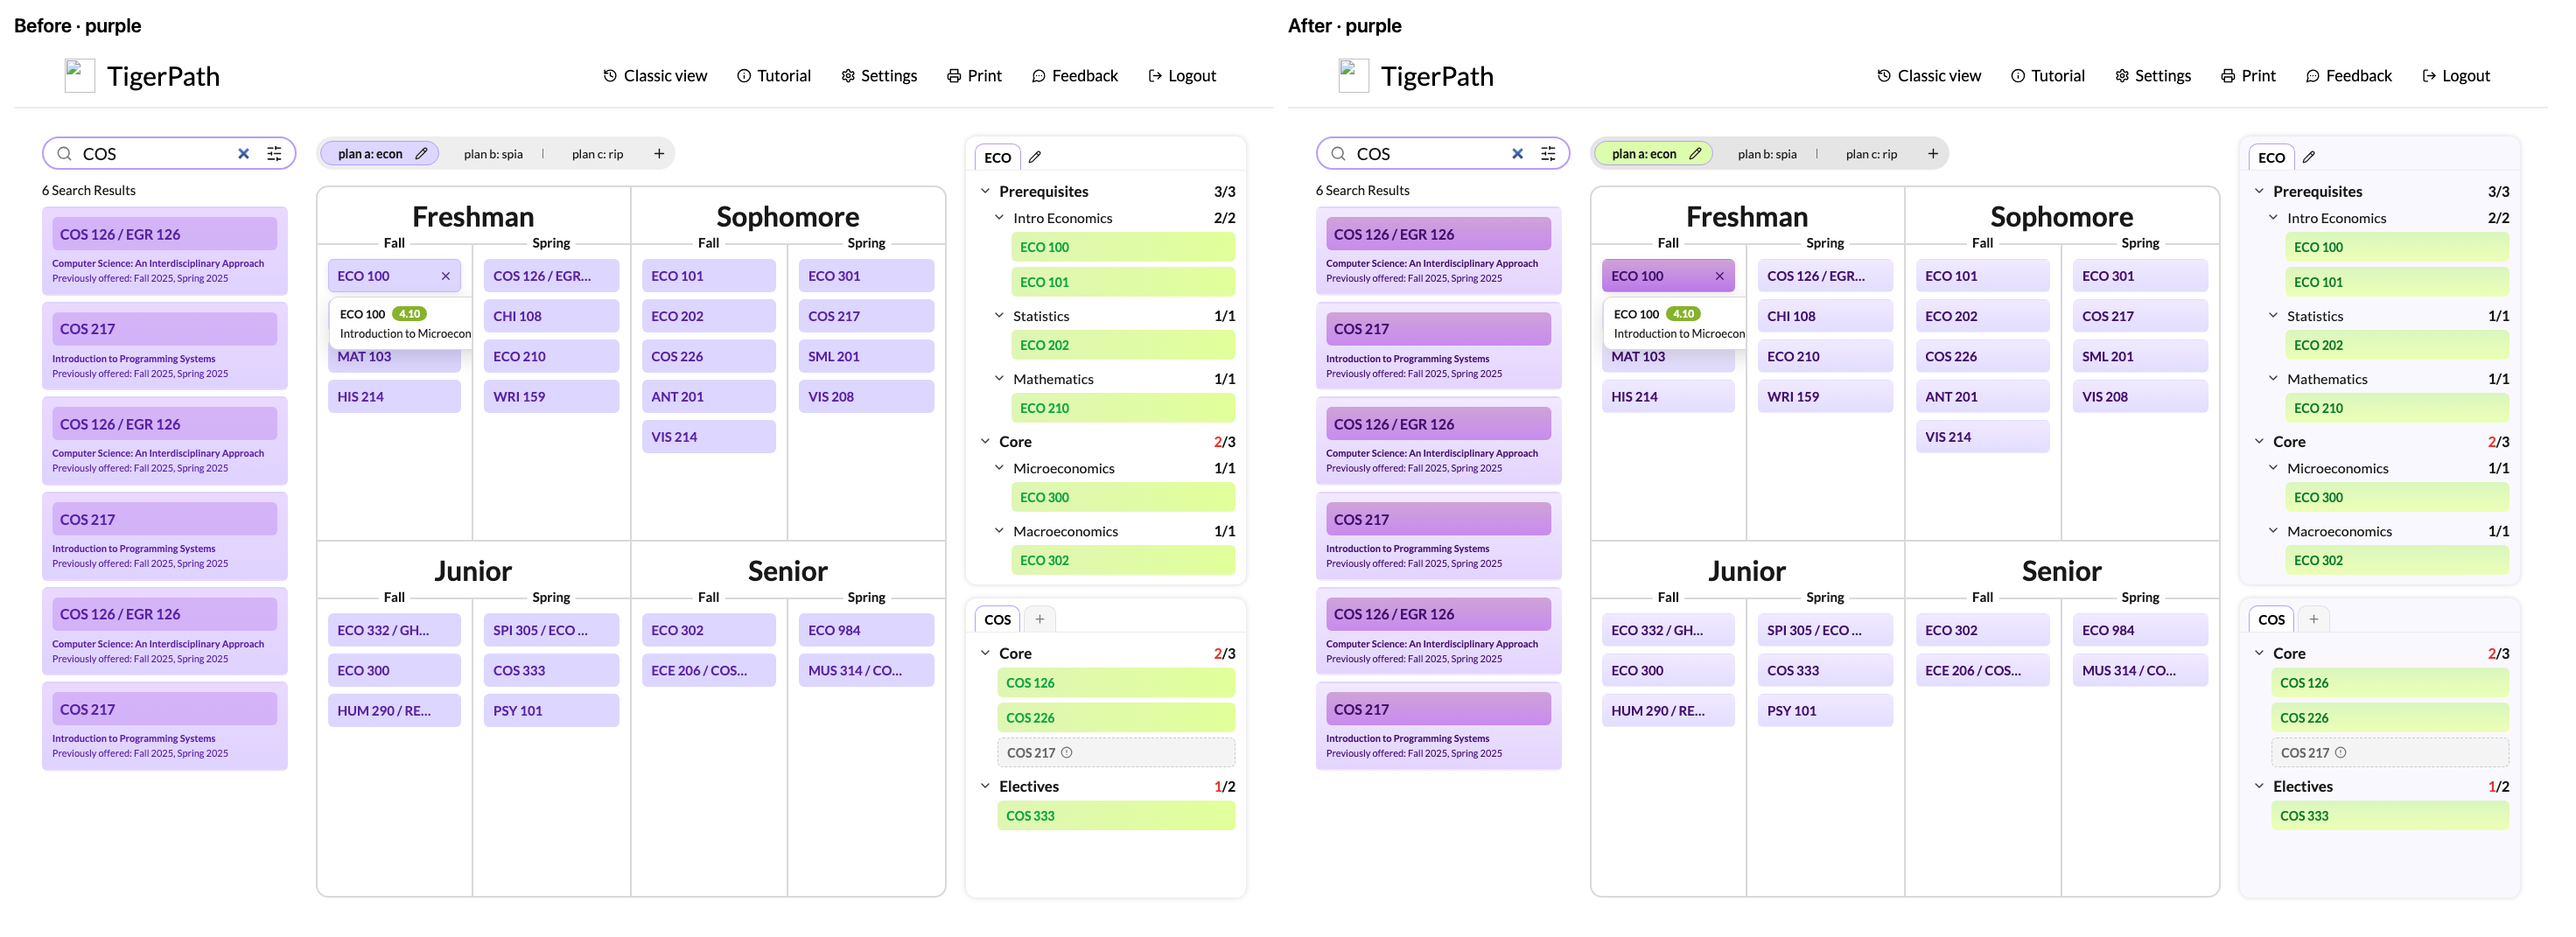 Before · purple
TigerPath
Classic view
Tutorial
Settings
Print
Feedback
Logout
COS
6 Search Results
COS 126 / EGR 126
Computer Science: An Interdisciplinary Approach
Previously offered: Fall 2025, Spring 2025
COS 217
Introduction to Programming Systems
Previously offered: Fall 2025, Spring 2025
COS 126 / EGR 126
Computer Science: An Interdisciplinary Approach
Previously offered: Fall 2025, Spring 2025
COS 217
Introduction to Programming Systems
Previously offered: Fall 2025, Spring 2025
COS 126 / EGR 126
Computer Science: An Interdisciplinary Approach
Previously offered: Fall 2025, Spring 2025
COS 217
Introduction to Programming Systems
Previously offered: Fall 2025, Spring 2025
plan a: econ
plan b: spia
plan c: rip
Freshman
Fall
ECO 100
ECO 100 4.10
Introduction to Microecon
MAT 103
HIS 214
Spring
COS 126 / EGR...
CHI 108
ECO 210
WRI 159
Sophomore
Fall
ECO 101
ECO 202
COS 226
ANT 201
VIS 214
Spring
ECO 301
COS 217
SML 201
VIS 208
Junior
Fall
ECO 332 / GH...
ECO 300
HUM 290 / RE...
Spring
SPI 305 / ECO ...
COS 333
PSY 101
Senior
Fall
ECO 302
ECE 206 / COS...
Spring
ECO 984
MUS 314 / CO...
ECO
Prerequisites 3/3
Intro Economics 2/2
ECO 100
ECO 101
Statistics 1/1
ECO 202
Mathematics 1/1
ECO 210
Core 2/3
Microeconomics 1/1
ECO 300
Macroeconomics 1/1
ECO 302
COS +
Core 2/3
COS 126
COS 226
COS 217
Electives 1/2
COS 333
After · purple
TigerPath
Classic view
Tutorial
Settings
Print
Feedback
Logout
COS
6 Search Results
COS 126 / EGR 126
Computer Science: An Interdisciplinary Approach
Previously offered: Fall 2025, Spring 2025
COS 217
Introduction to Programming Systems
Previously offered: Fall 2025, Spring 2025
COS 126 / EGR 126
Computer Science: An Interdisciplinary Approach
Previously offered: Fall 2025, Spring 2025
COS 217
Introduction to Programming Systems
Previously offered: Fall 2025, Spring 2025
COS 126 / EGR 126
Computer Science: An Interdisciplinary Approach
Previously offered: Fall 2025, Spring 2025
COS 217
Introduction to Programming Systems
Previously offered: Fall 2025, Spring 2025
plan a: econ
plan b: spia
plan c: rip
Freshman
Fall
ECO 100
ECO 100 4.10
Introduction to Microecon
MAT 103
HIS 214
Spring
COS 126 / EGR...
CHI 108
ECO 210
WRI 159
Sophomore
Fall
ECO 101
ECO 202
COS 226
ANT 201
VIS 214
Spring
ECO 301
COS 217
SML 201
VIS 208
Junior
Fall
ECO 332 / GH...
ECO 300
HUM 290 / RE...
Spring
SPI 305 / ECO ...
COS 333
PSY 101
Senior
Fall
ECO 302
ECE 206 / COS...
Spring
ECO 984
MUS 314 / CO...
ECO
Prerequisites 3/3
Intro Economics 2/2
ECO 100
ECO 101
Statistics 1/1
ECO 202
Mathematics 1/1
ECO 210
Core 2/3
Microeconomics 1/1
ECO 300
Macroeconomics 1/1
ECO 302
COS +
Core 2/3
COS 126
COS 226
COS 217
Electives 1/2
COS 333